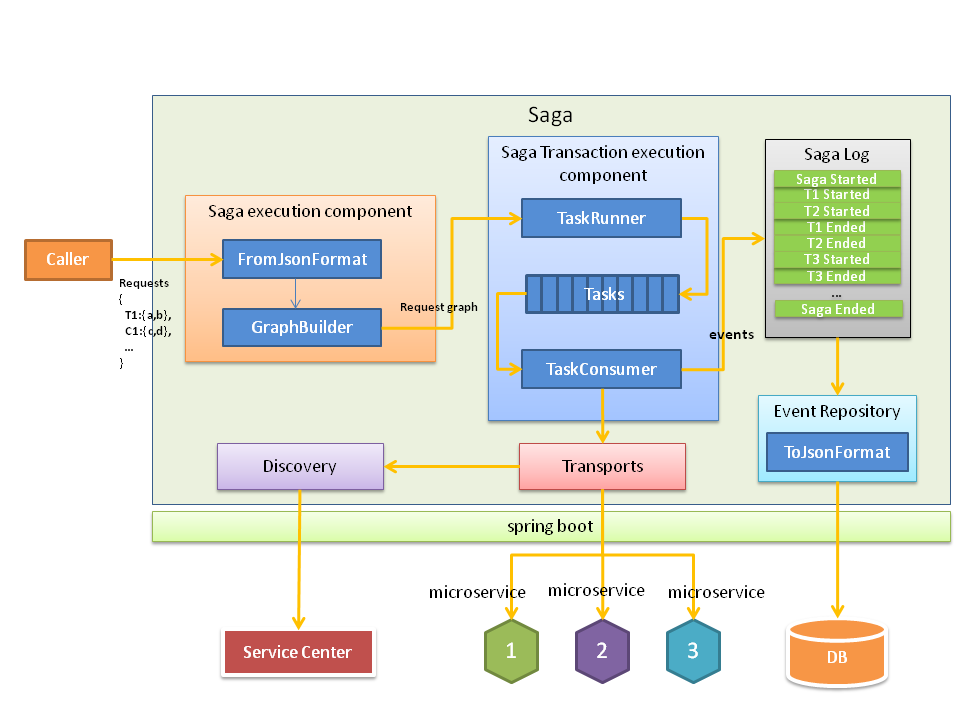 Saga
Saga execution component
FromJsonFormat
GraphBuilder
Caller
Requests
{
T1:{a,b},
C1:{c,d},
...
}
Request graph
Saga Transaction execution
component
TaskRunner
Tasks
TaskConsumer
events
Saga Log
Saga Started
T1 Started
T2 Started
T1 Ended
T2 Ended
T3 Started
T3 Ended
...
Saga Ended
Event Repository
ToJsonFormat
Discovery
Transports
spring boot
microservice
microservice
microservice
Service Center
1
2
3
DB